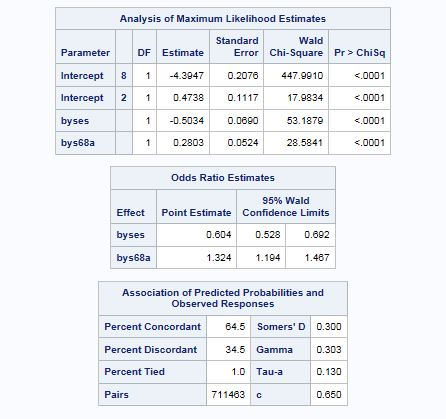 Analysis of Maximum Likelihood Estimates
Parameter DF Estimate Standard Error Wald Chi-Square Pr > ChiSq
Intercept 8 1 -4.3947 0.2076 447.9910 <.0001
Intercept 2 1 0.4738 0.1117 17.9834 <.0001
byses 1 -0.5034 0.0690 53.1879 <.0001
bys68a 1 0.2803 0.0524 28.5841 <.0001
Odds Ratio Estimates
Effect Point Estimate 95% Wald Confidence Limits
byses 0.604 0.528 0.692
bys68a 1.324 1.194 1.467
Association of Predicted Probabilities and
Observed Responses
Percent Concordant 64.5 Somers' D 0.300
Percent Discordant 34.5 Gamma 0.303
Percent Tied 1.0 Tau-a 0.130
Pairs 711463 c 0.650